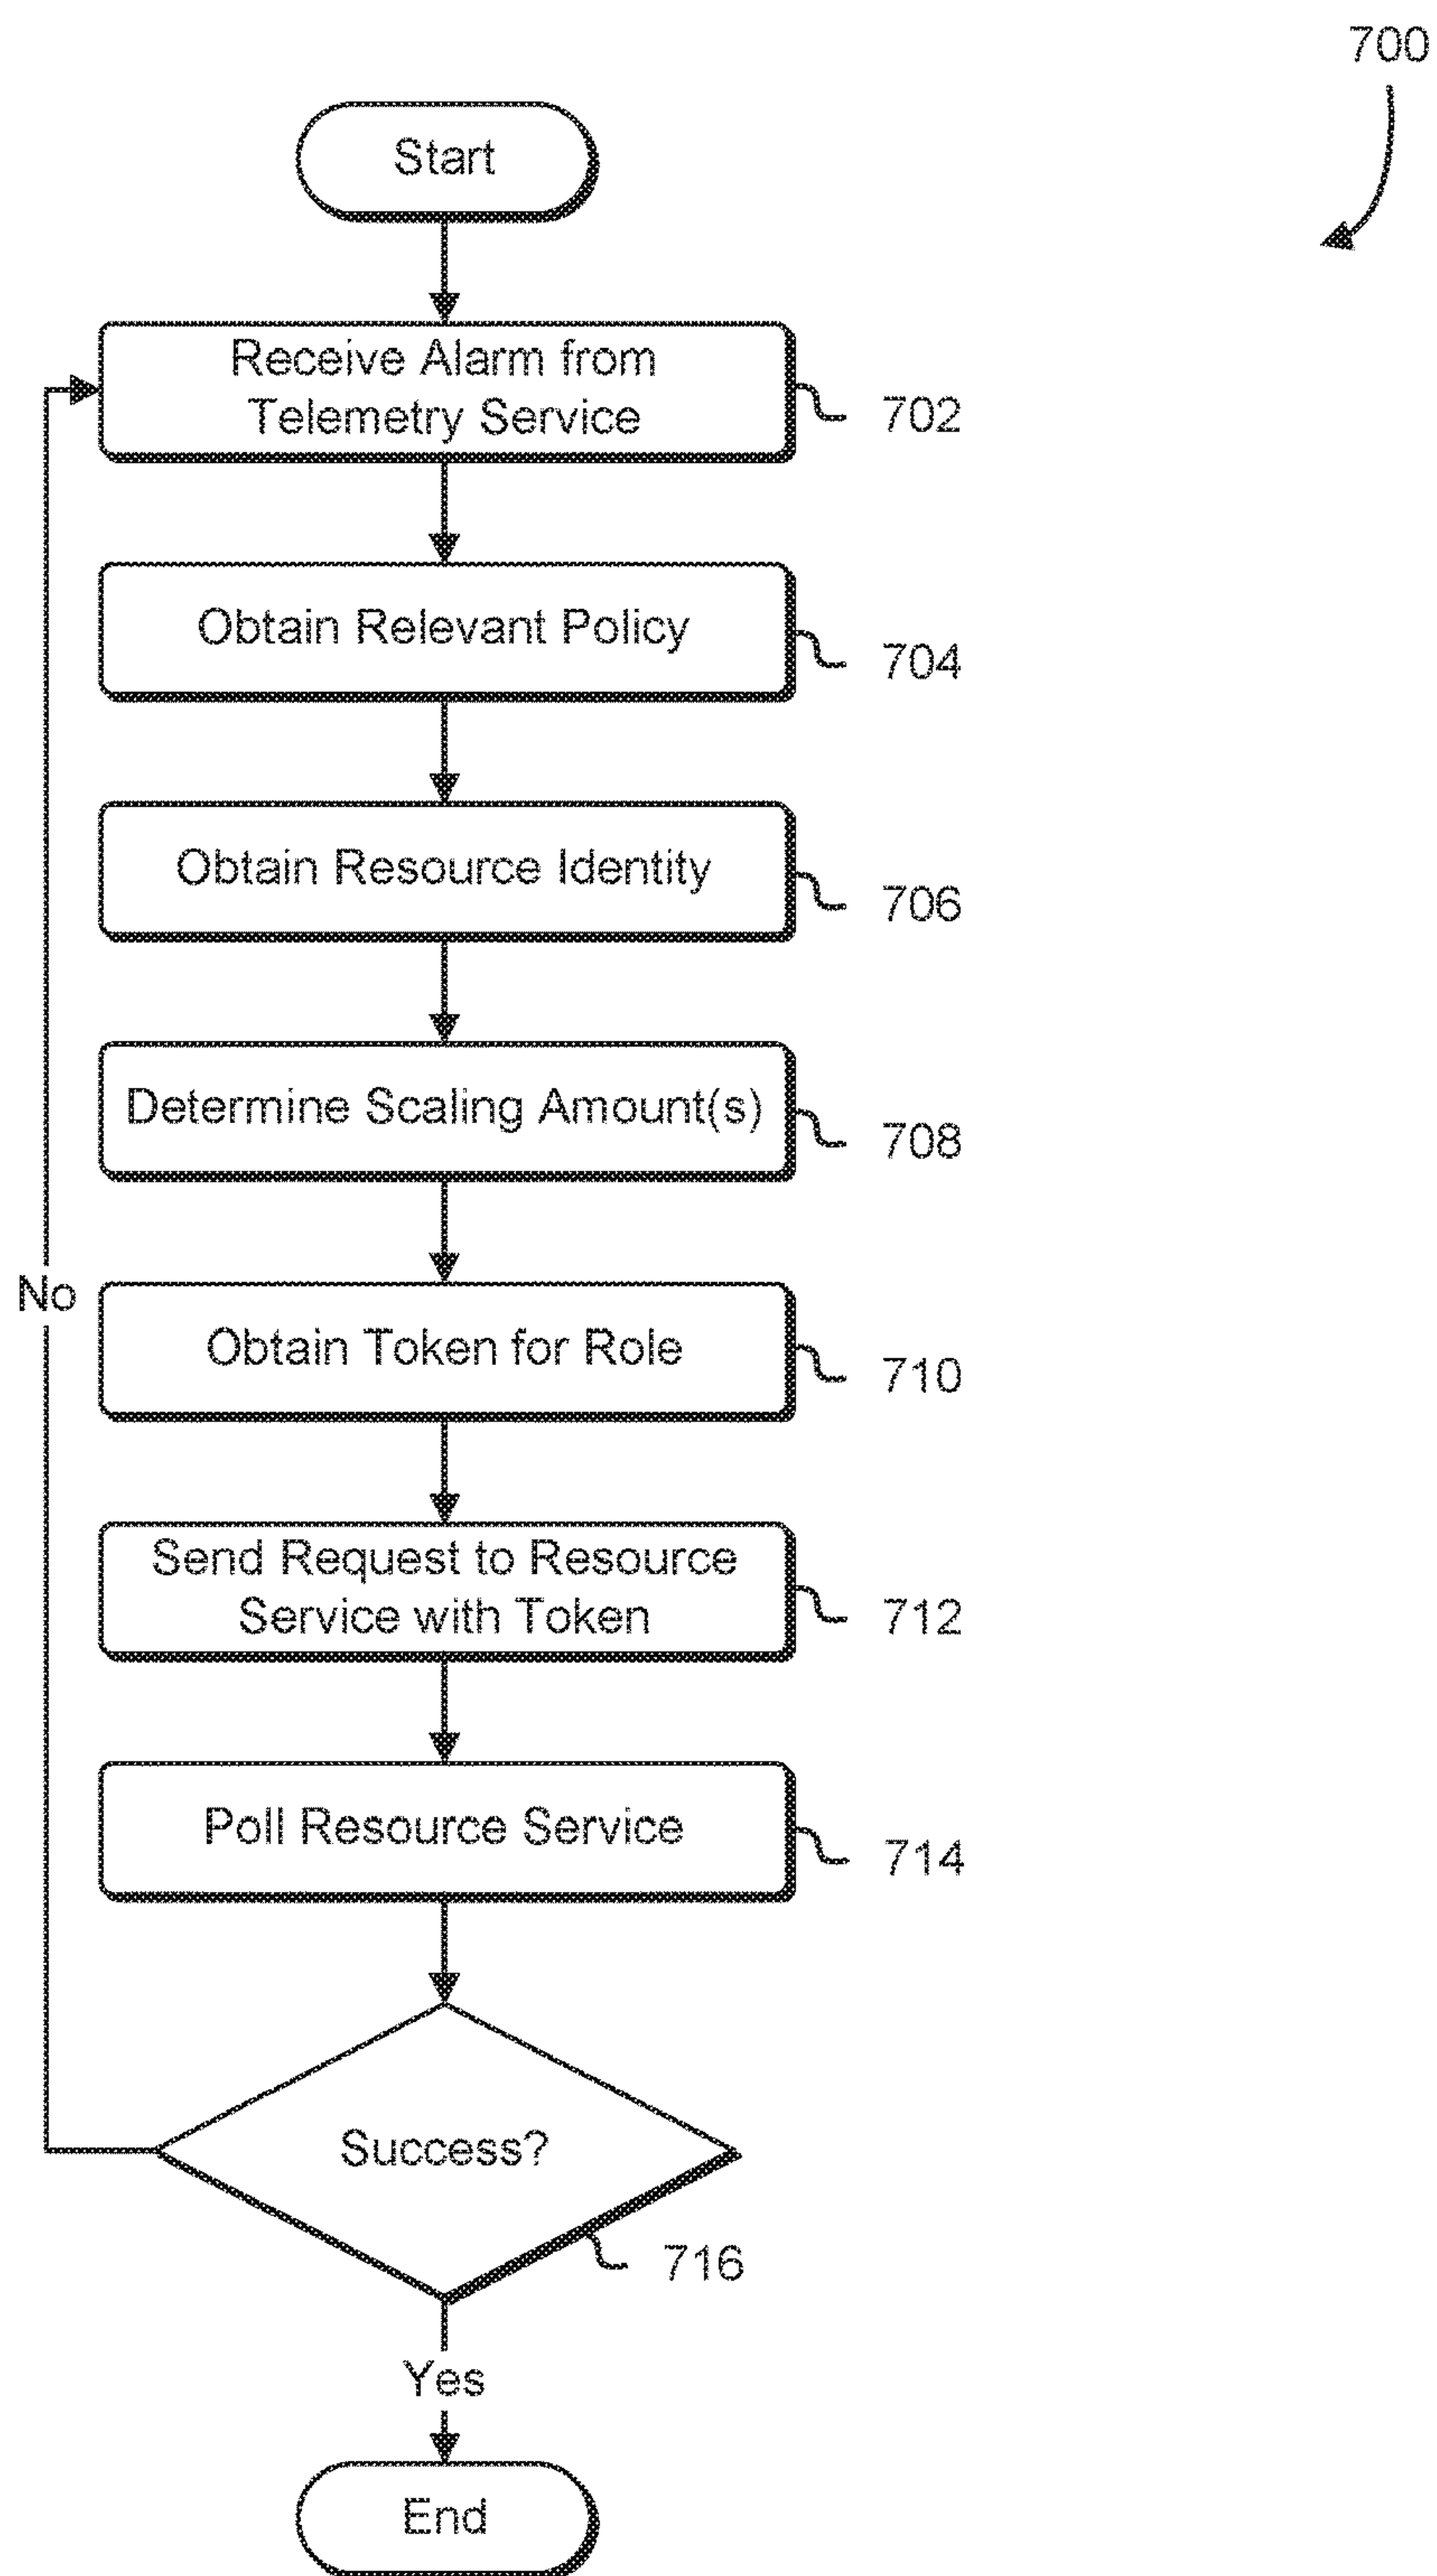 700
Start
Receive Alarm from
Telemetry Service
702
Obtain Relevant Policy
704
Obtain Resource Identity
706
Determine Scaling Amount(s)
708
No
Obtain Token for Role
710
Send Request to Resource
Service with Token
712
Poll Resource Service
714
Success?
716
Yes
End